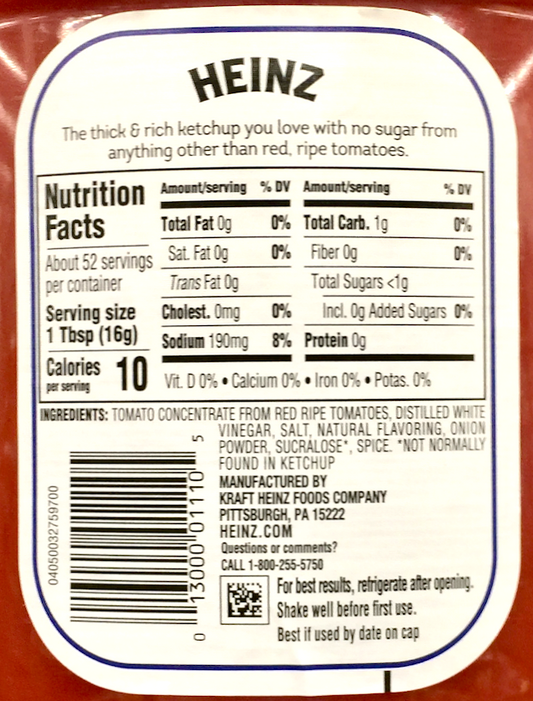 HEINZ
The thick & rich ketchup you love with no sugar from
anything other than red, ripe tomatoes.
Nutrition
Facts
About 52 servings
per container
Serving size
1 Tbsp (16g)
Calories 10
per serving
Amount/serving % DV
Total Fat 0g 0%
Sat. Fat 0g 0%
Trans Fat 0g
Cholest. 0mg 0%
Sodium 190mg 8%
Amount/serving % DV
Total Carb. 1g 0%
Fiber 0g 0%
Total Sugars <1g
Incl. 0g Added Sugars 0%
Protein 0g
Vit. D 0% • Calcium 0% • Iron 0% • Potas. 0%
INGREDIENTS: TOMATO CONCENTRATE FROM RED RIPE TOMATOES, DISTILLED WHITE
VINEGAR, SALT, NATURAL FLAVORING, ONION
POWDER, SUCRALOSE*, SPICE. *NOT NORMALLY
FOUND IN KETCHUP
MANUFACTURED BY
KRAFT HEINZ FOODS COMPANY
PITTSBURGH, PA 15222
HEINZ.COM
Questions or comments?
CALL 1-800-255-5750
For best results, refrigerate after opening.
Shake well before first use.
Best if used by date on cap
04050032759700
0 13000 01110 5